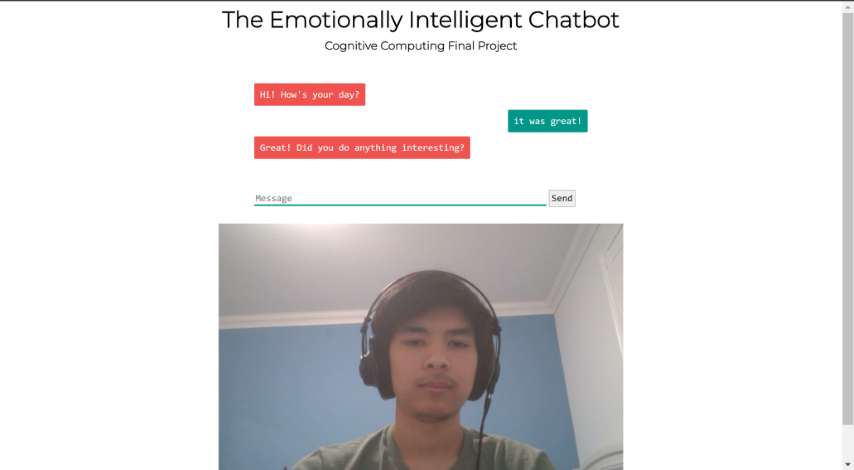 The Emotionally Intelligent Chatbot
Cognitive Computing Final Project
Hi! How's your day?
it was great!
Great! Did you do anything interesting?
Message
Send